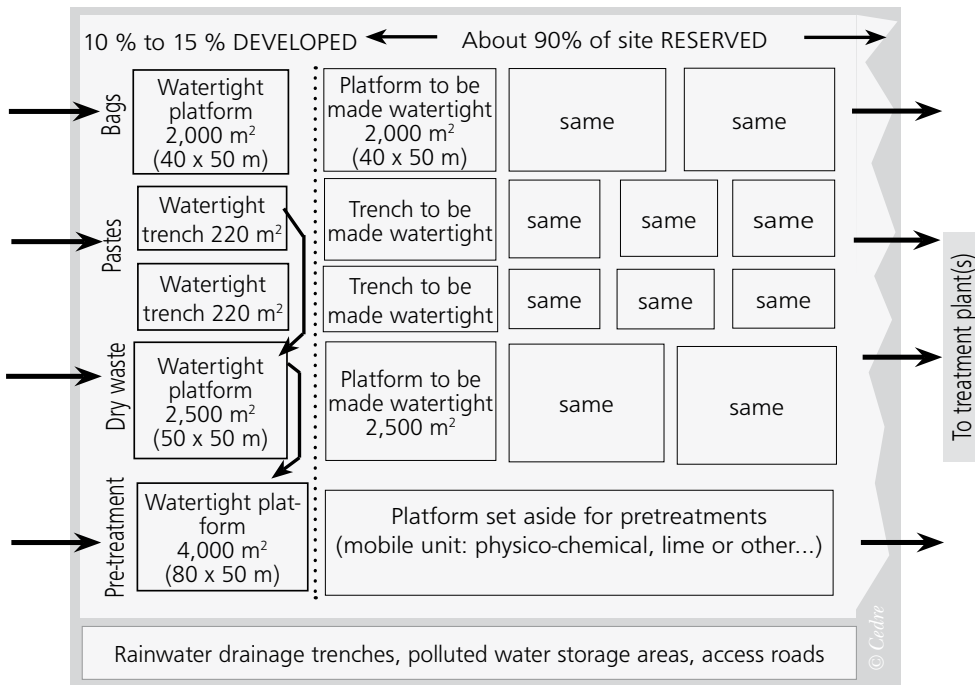 10 % to 15 % DEVELOPED
About 90% of site RESERVED
Bags
Watertight
platform
2,000 m²
(40 x 50 m)
Platform to be
made watertight
2,000 m²
(40 x 50 m)
same
same
Pastes
Watertight
trench 220 m²
Trench to be
made watertight
same
same
same
Watertight
trench 220 m²
Trench to be
made watertight
same
same
same
Dry waste
Watertight
platform
2,500 m²
(50 x 50 m)
Platform to be
made watertight
2,500 m²
same
same
Pre-treatment
Watertight plat-
form
4,000 m²
(80 x 50 m)
Platform set aside for pretreatments
(mobile unit: physico-chemical, lime or other...)
To treatment plant(s)
Rainwater drainage trenches, polluted water storage areas, access roads
© Cedre